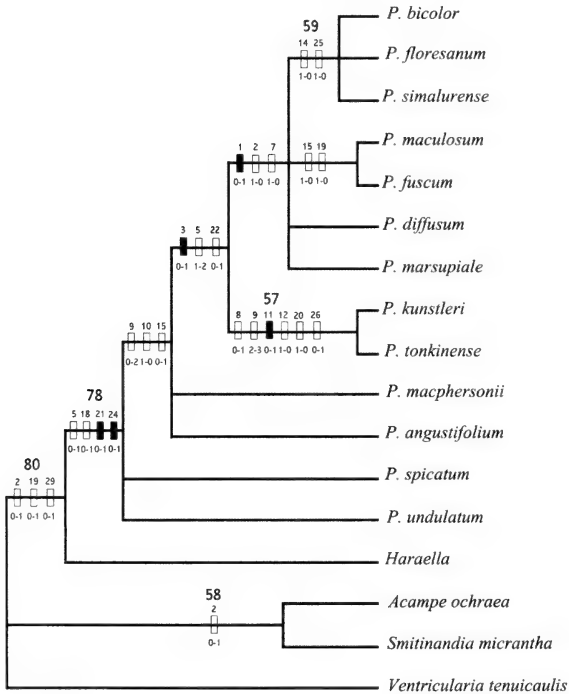 P. bicolor
59
14 25
P. floresanum
1-0 1-0
P. simalurense
P. maculosum
1 2 7 15 19
0-1 1-0 1-0 1-0 1-0
P. fuscum
3 5 22
P. diffusum
0-1 1-2 0-1
P. marsupiale
57
8 9 11 12 20 26
P. kunstleri
0-1 2-3 0-1 1-0 1-0 0-1
9 10 15
0-2 1-0 0-1
P. tonkinense
P. macphersonii
78
5 18 21 24
P. angustifolium
0-1 0-1 0-1 0-1
80
P. spicatum
2 19 29
0-1 0-1 0-1
P. undulatum
Haraella
58
2
Acampe ochraea
0-1
Smitinandia micrantha
Ventricularia tenuicaulis